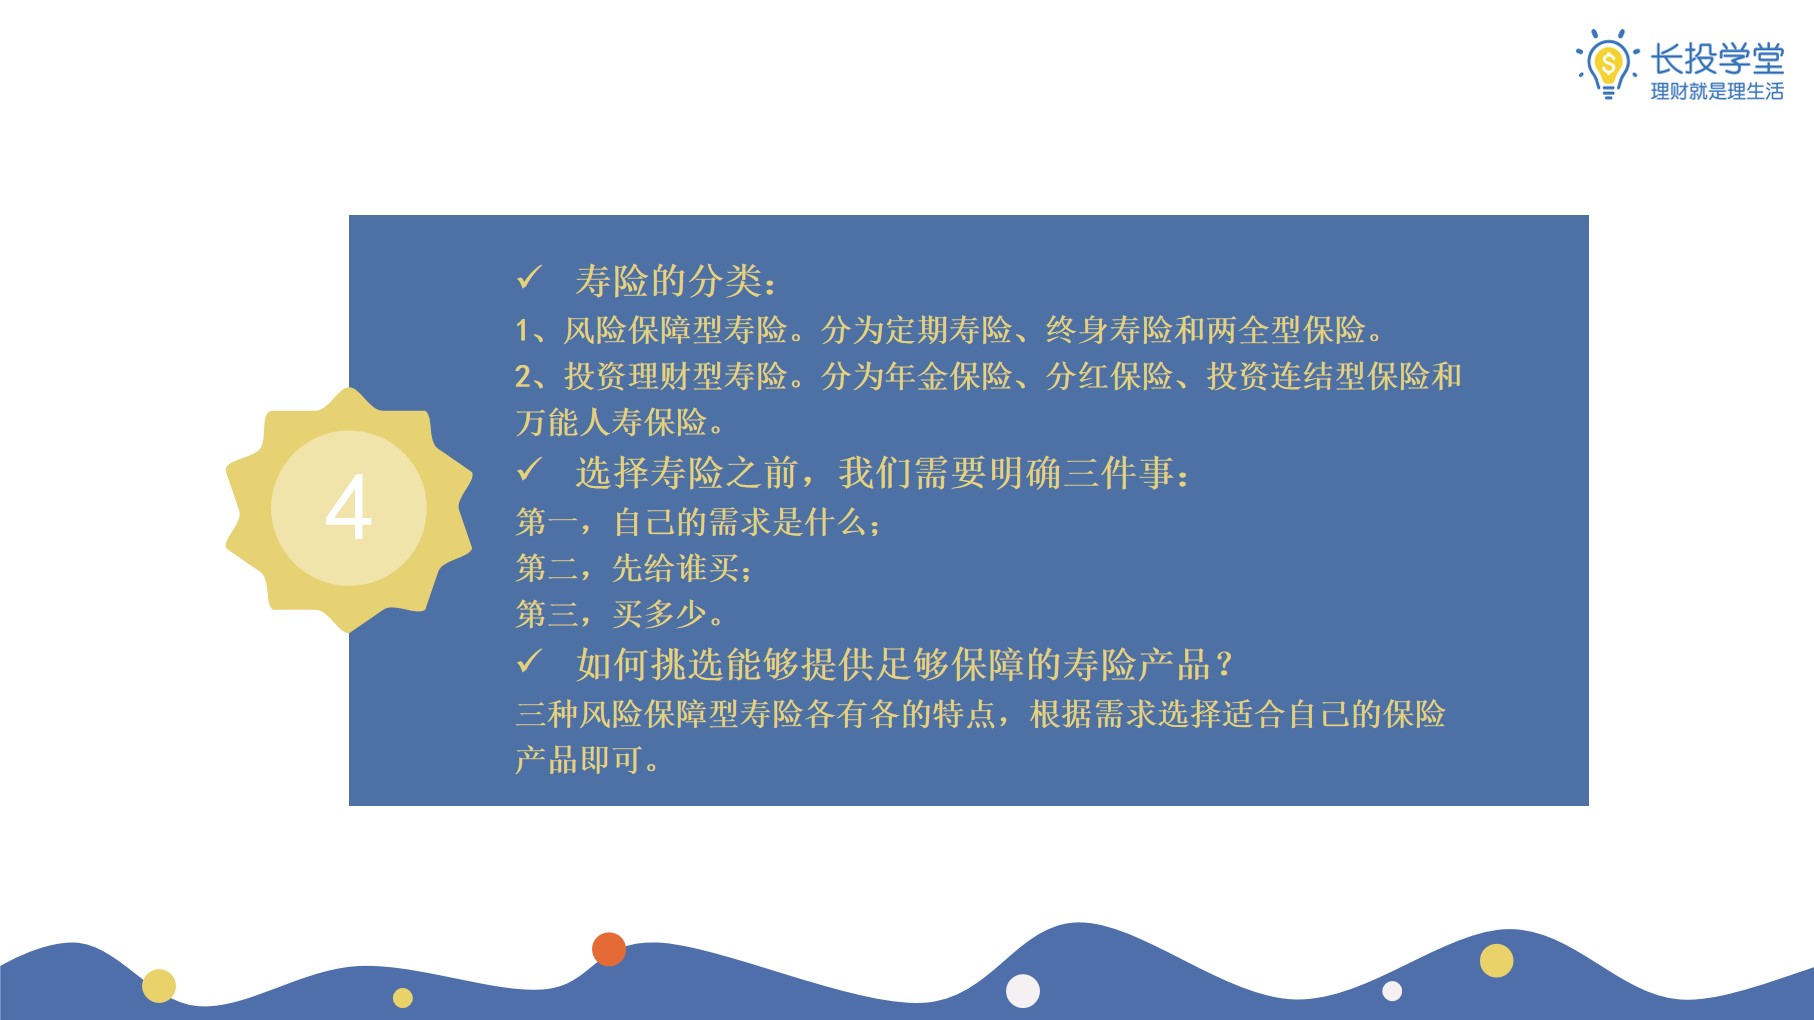 长投学堂
理财就是理生活
✓ 寿险的分类：
1、风险保障型寿险。分为定期寿险、终身寿险和两全型保险。
2、投资理财型寿险。分为年金保险、分红保险、投资连结型保险和
万能人寿保险。
✓ 选择寿险之前，我们需要明确三件事：
第一，自己的需求是什么；
第二，先给谁买；
第三，买多少。
✓ 如何挑选能够提供足够保障的寿险产品？
三种风险保障型寿险各有各的特点，根据需求选择适合自己的保险
产品即可。
4